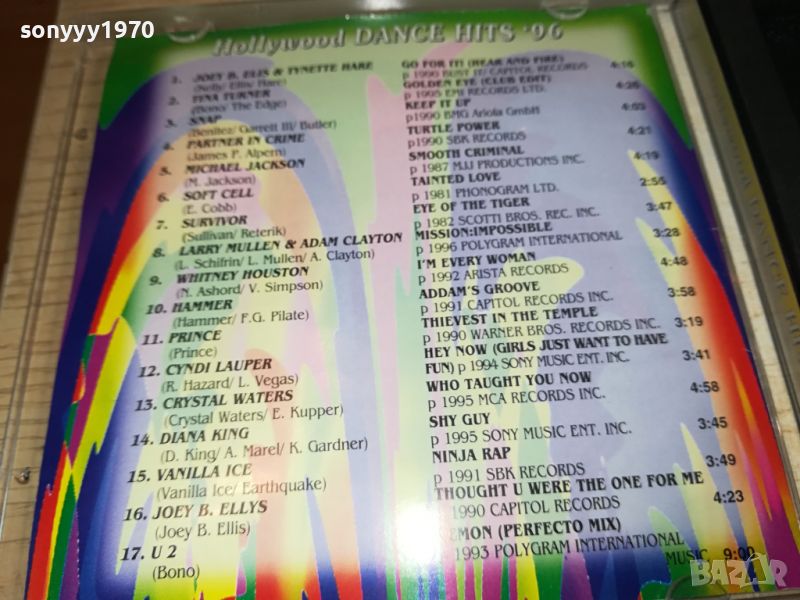 sonyyy1970
Hollywood DANCE HITS '96
1. JOEY B. ELIS & TYNETTE HARE
(Nelly/ Ellis/ Hare)
2. TINA TURNER
(Bono/ The Edge)
3. SNAP
(Benitez/ Garrett III/ Butler)
4. PARTNER IN CRIME
(James P. Alpern)
5. MICHAEL JACKSON
(M. Jackson)
6. SOFT CELL
(E. Cobb)
7. SURVIVOR
(Sullivan/ Reterik)
8. LARRY MULLEN & ADAM CLAYTON
(L. Schifrin/ L. Mullen/ A. Clayton)
9. WHITNEY HOUSTON
(N. Ashord/ V. Simpson)
10. HAMMER
(Hammer/ F.G. Pilate)
11. PRINCE
(Prince)
12. CYNDI LAUPER
(R. Hazard/ L. Vegas)
13. CRYSTAL WATERS
(Crystal Waters/ E. Kupper)
14. DIANA KING
(D. King/ A. Marel/ K. Gardner)
15. VANILLA ICE
(Vanilla Ice/ Earthquake)
16. JOEY B. ELLYS
(Joey B. Ellis)
17. U 2
(Bono)
GO FOR IT! (HEAR AND FIRE)
p 1990 BUST IT/ CAPITOL RECORDS 4:16
GOLDEN EYE (CLUB EDIT)
p 1995 EMI RECORDS LTD. 4:26
KEEP IT UP
p1990 BMG Ariola GmbH 4:03
TURTLE POWER
p1990 SBK RECORDS 4:21
SMOOTH CRIMINAL
p 1987 MJJ PRODUCTIONS INC. 4:19
TAINTED LOVE
p 1981 PHONOGRAM LTD. 2:55
EYE OF THE TIGER
p 1982 SCOTTI BROS. REC. INC. 3:47
MISSION:IMPOSSIBLE
p 1996 POLYGRAM INTERNATIONAL 3:28
I'M EVERY WOMAN
p 1992 ARISTA RECORDS 4:48
ADDAM'S GROOVE
p 1991 CAPITOL RECORDS INC. 3:58
THIEVEST IN THE TEMPLE
p 1990 WARNER BROS. RECORDS INC. 3:19
HEY NOW (GIRLS JUST WANT TO HAVE
FUN) p 1994 SONY MUSIC ENT. INC. 3:41
WHO TAUGHT YOU NOW
p 1995 MCA RECORDS INC. 4:58
SHY GUY
p 1995 SONY MUSIC ENT. INC. 3:45
NINJA RAP
p 1991 SBK RECORDS 3:49
THOUGHT U WERE THE ONE FOR ME
1990 CAPITOL RECORDS 4:23
EMON (PERFECTO MIX)
1993 POLYGRAM INTERNATIONAL
MUSIC 9:00
BAZAR